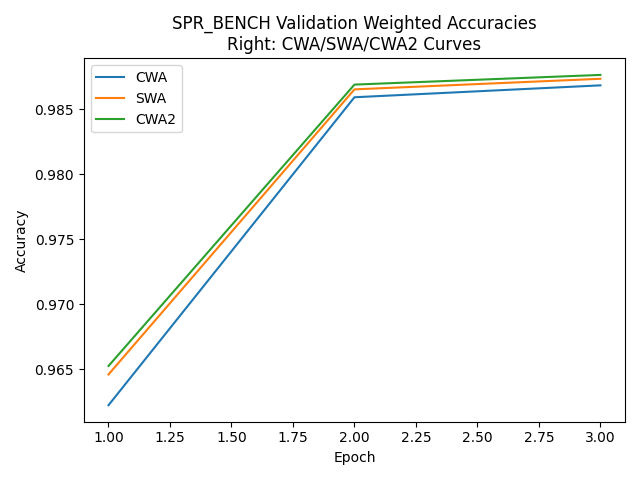 SPR_BENCH Validation Weighted Accuracies
Right: CWA/SWA/CWA2 Curves
CWA
SWA
CWA2
Accuracy
0.985
0.980
0.975
0.970
0.965
1.00 1.25 1.50 1.75 2.00 2.25 2.50 2.75 3.00
Epoch